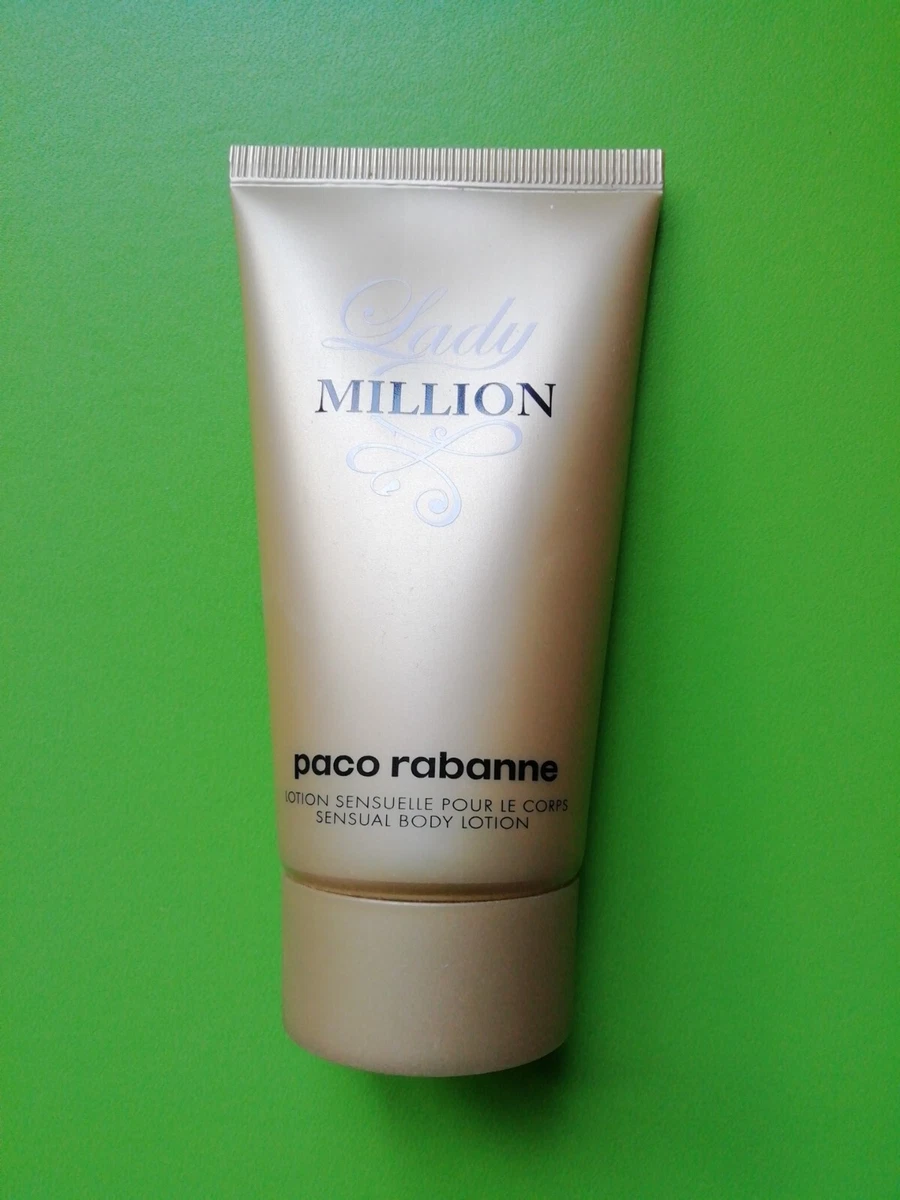 Lady
MILLION
paco rabanne
LOTION SENSUELLE POUR LE CORPS
SENSUAL BODY LOTION